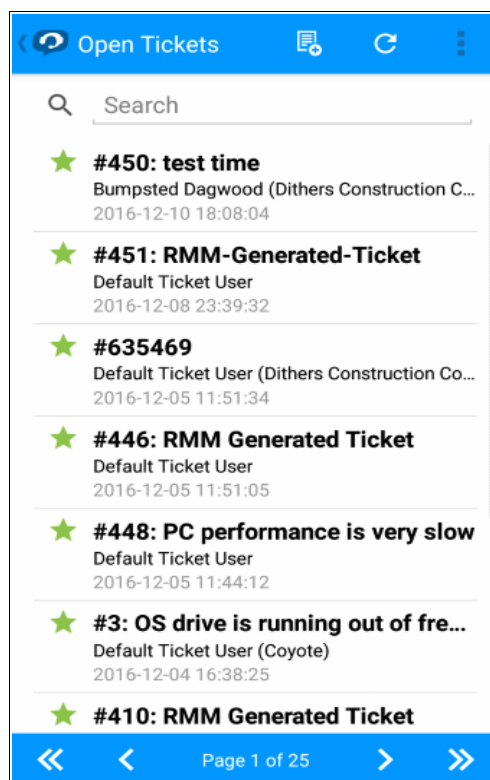 Open Tickets
Search
#450: test time
Bumpsted Dagwood (Dithers Construction C...
2016-12-10 18:08:04
#451: RMM-Generated-Ticket
Default Ticket User
2016-12-08 23:39:32
#635469
Default Ticket User (Dithers Construction Co...
2016-12-05 11:51:34
#446: RMM Generated Ticket
Default Ticket User
2016-12-05 11:51:05
#448: PC performance is very slow
Default Ticket User
2016-12-05 11:44:12
#3: OS drive is running out of fre...
Default Ticket User (Coyote)
2016-12-04 16:38:25
#410: RMM Generated Ticket
Page 1 of 25